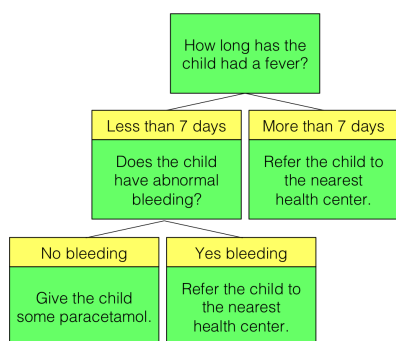 How long has the
child had a fever?
Less than 7 days
More than 7 days
Does the child
have abnormal
bleeding?
Refer the child to
the nearest
health center.
No bleeding
Yes bleeding
Give the child
some paracetamol.
Refer the child to
the nearest
health center.